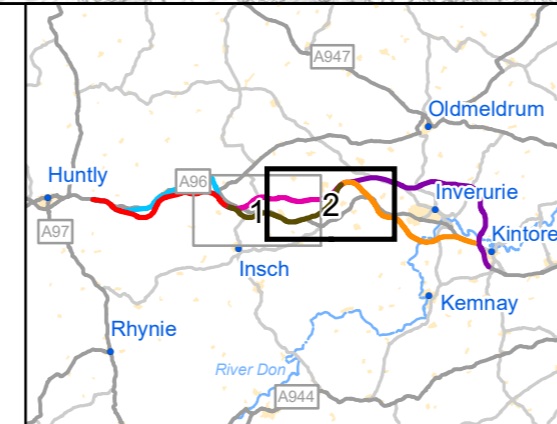 A947
Oldmeldrum
Huntly
A96
Inverurie
1
2
A97
Kintore
Insch
Kemnay
Rhynie
River Don
A944